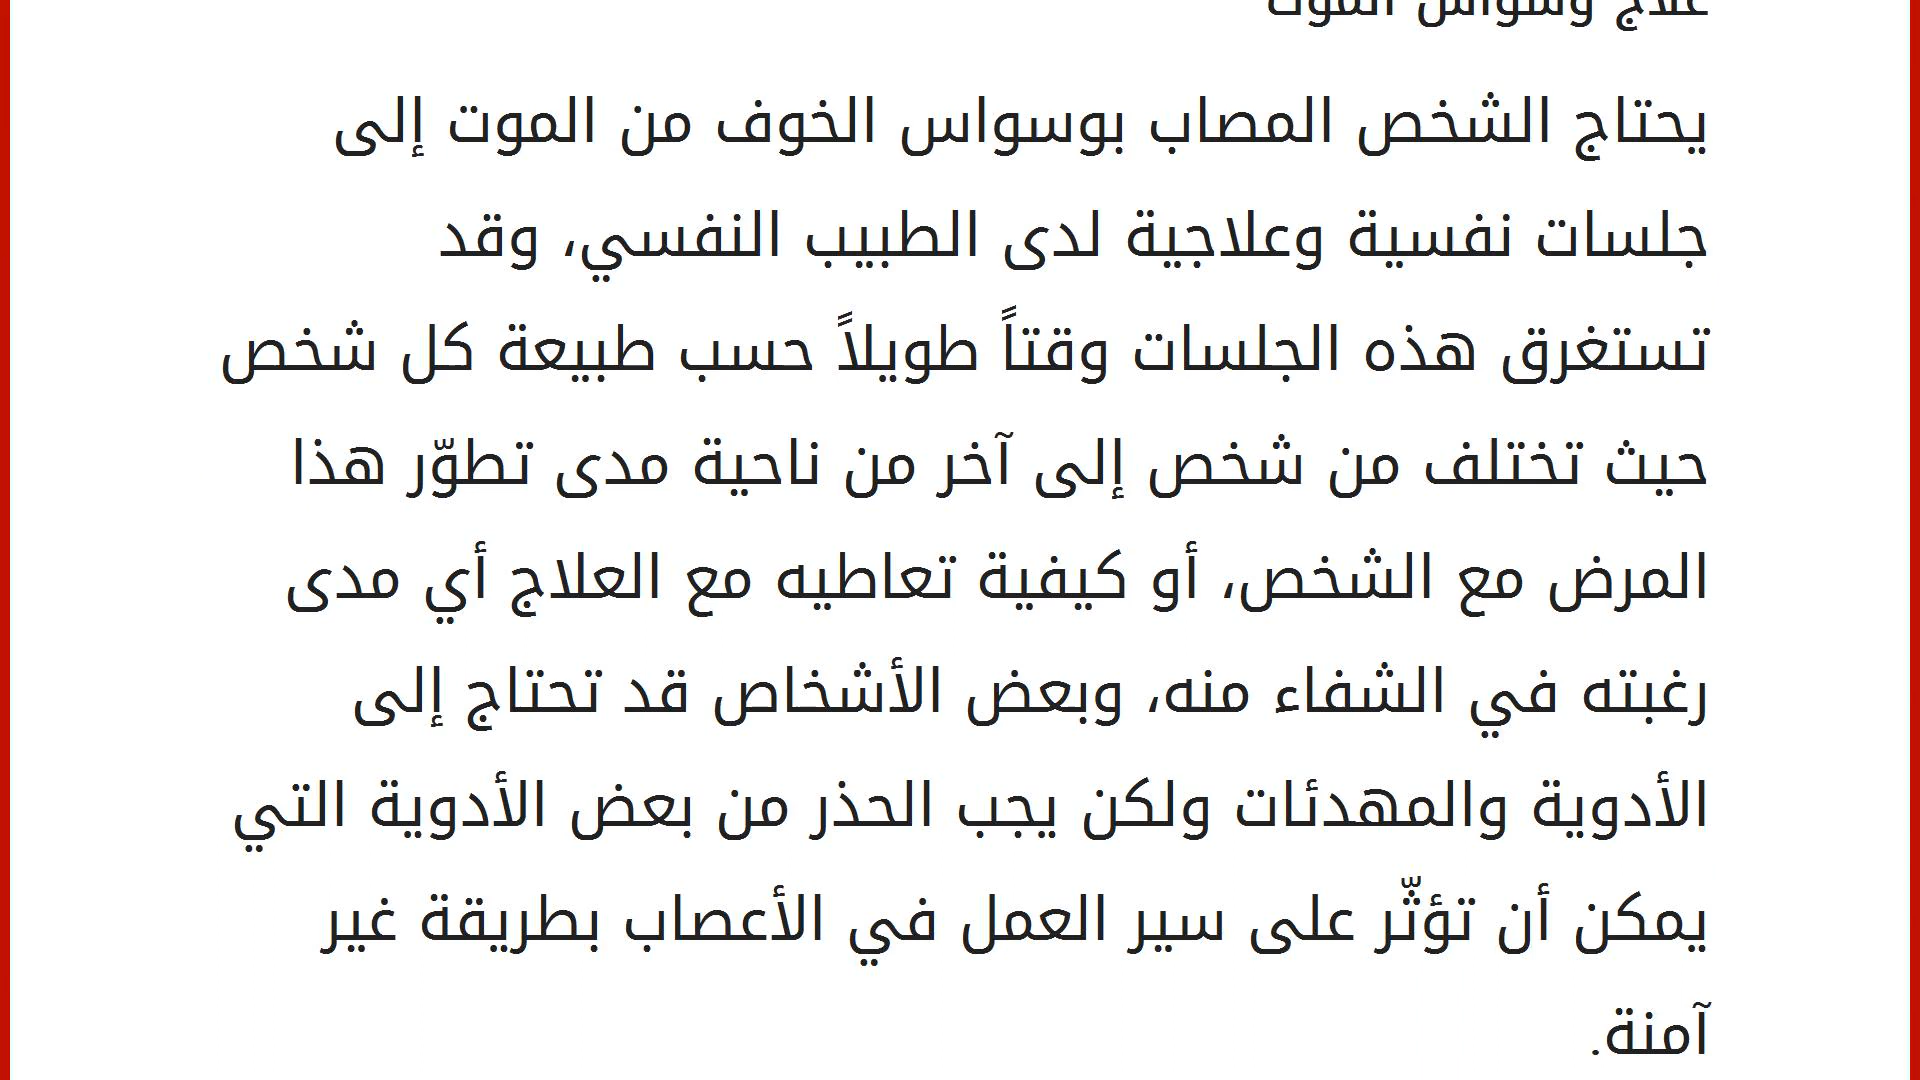 علاج وسواس الموت
يحتاج الشخص المصاب بوسواس الخوف من الموت إلى
جلسات نفسية وعلاجية لدى الطبيب النفسي، وقد
تستغرق هذه الجلسات وقتاً طويلاً حسب طبيعة كل شخص
حيث تختلف من شخص إلى آخر من ناحية مدى تطوّر هذا
المرض مع الشخص، أو كيفية تعاطيه مع العلاج أي مدى
رغبته في الشفاء منه، وبعض الأشخاص قد تحتاج إلى
الأدوية والمهدئات ولكن يجب الحذر من بعض الأدوية التي
يمكن أن تؤثّر على سير العمل في الأعصاب بطريقة غير
آمنة.